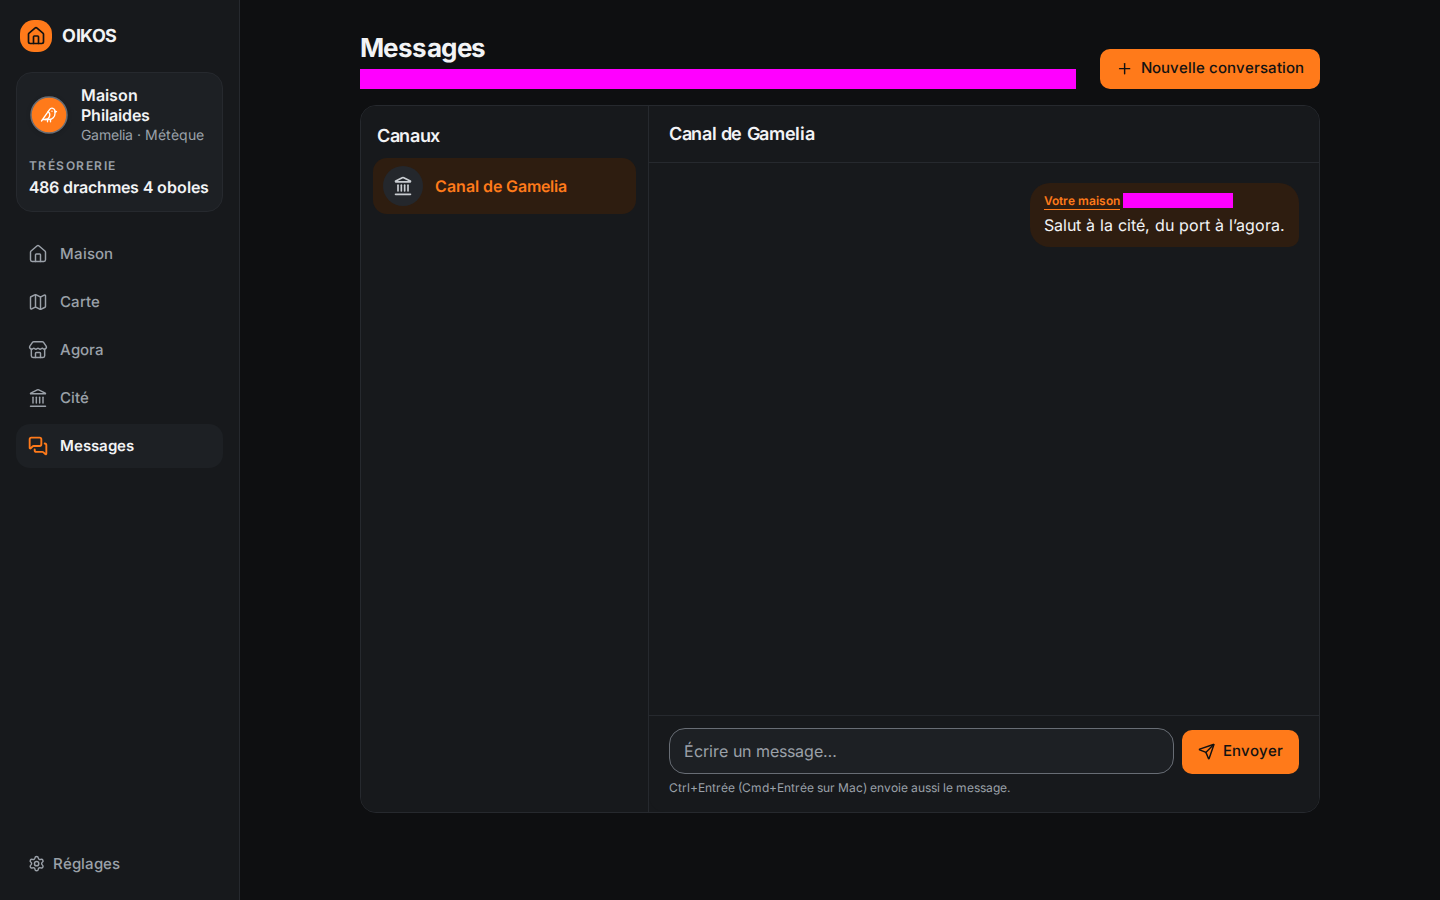 OIKOS
Maison
Philaides
Gamelia · Métèque
TRÉSORERIE
486 drachmes 4 oboles
Maison
Carte
Agora
Cité
Messages
Réglages
Messages
Nouvelle conversation
Canaux
Canal de Gamelia
Canal de Gamelia
Votre maison
Salut à la cité, du port à l’agora.
Écrire un message…
Envoyer
Ctrl+Entrée (Cmd+Entrée sur Mac) envoie aussi le message.